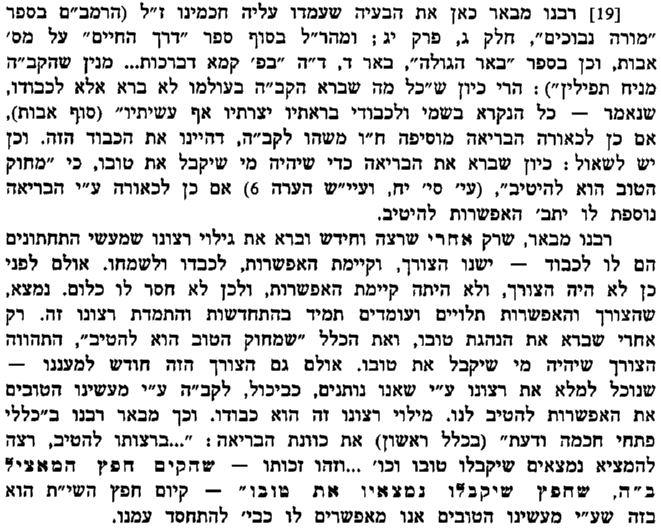 [19] רבנו מבאר כאן את הבעיה שעמדו עליה חכמינו ז״ל (הרמב״ם בספר
״מורה נבוכים״, חלק ג, פרק יג; ומהר״ל בסוף ספר ״דרך החיים״ על מס׳
אבות, וכן בספר ״באר הגולה״, באר ד, ד״ה ״בפ׳ קמא דברכות... מנין שהקב״ה
מניח תפילין״): הרי כיון ש״כל מה שברא הקב״ה בעולמו לא ברא אלא לכבודו,
שנאמר — כל הנקרא בשמי ולכבודי בראתיו יצרתיו אף עשיתיו״ (סוף אבות),
אם כן לכאורה הבריאה מוסיפה ח״ו משהו לקב״ה, דהיינו את הכבוד הזה. וכן
יש לשאול: כיון שברא את הבריאה כדי שיהיה מי שיקבל את טובו, כי ״מחוק
הטוב הוא להיטיב״, (עי׳ סי׳ יח, ועיי״ש הערה 6) אם כן לכאורה ע״י הבריאה
נוספת לו יתב׳ האפשרות להיטיב.
רבנו מבאר, שרק אחרי שרצה וחידש וברא את גילוי רצונו שמעשי התחתונים
הם לו לכבוד — ישנו הצורך, וקיימת האפשרות, לכבדו ולשמחו. אולם לפני
כן לא היה הצורך, ולא היתה קיימת האפשרות, ולכן לא חסר לו כלום. נמצא,
שהצורך והאפשרות תלויים ועומדים תמיד בהתחדשות והתמדת רצונו זה. רק
אחרי שברא את הנהגת טובו, ואת הכלל ״שמחוק הטוב הוא להטיב״, התהווה
הצורך שיהיה מי שיקבל את טובו. אולם גם הצורך הזה חודש למעננו —
שנוכל למלא את רצונו ע״י שאנו נותנים, כביכול, לקב״ה ע״י מעשינו הטובים
את האפשרות להטיב לנו. מילוי רצונו זה הוא כבודו. וכך מבאר רבנו ב״כללי
פתחי חכמה ודעת״ (בכלל ראשון) את כוונת הבריאה: ״...ברצותו להטיב, רצה
להמציא נמצאים שיקבלו טובו וכו׳ ...וזהו זכותו — שהקים חפץ המאציל
ב״ה, שחפץ שיקבלו נמצאיו את טובו״ — קיום חפץ השי״ת הוא
בזה שע״י מעשינו הטובים אנו מאפשרים לו כבי׳ להתחסד עמנו.